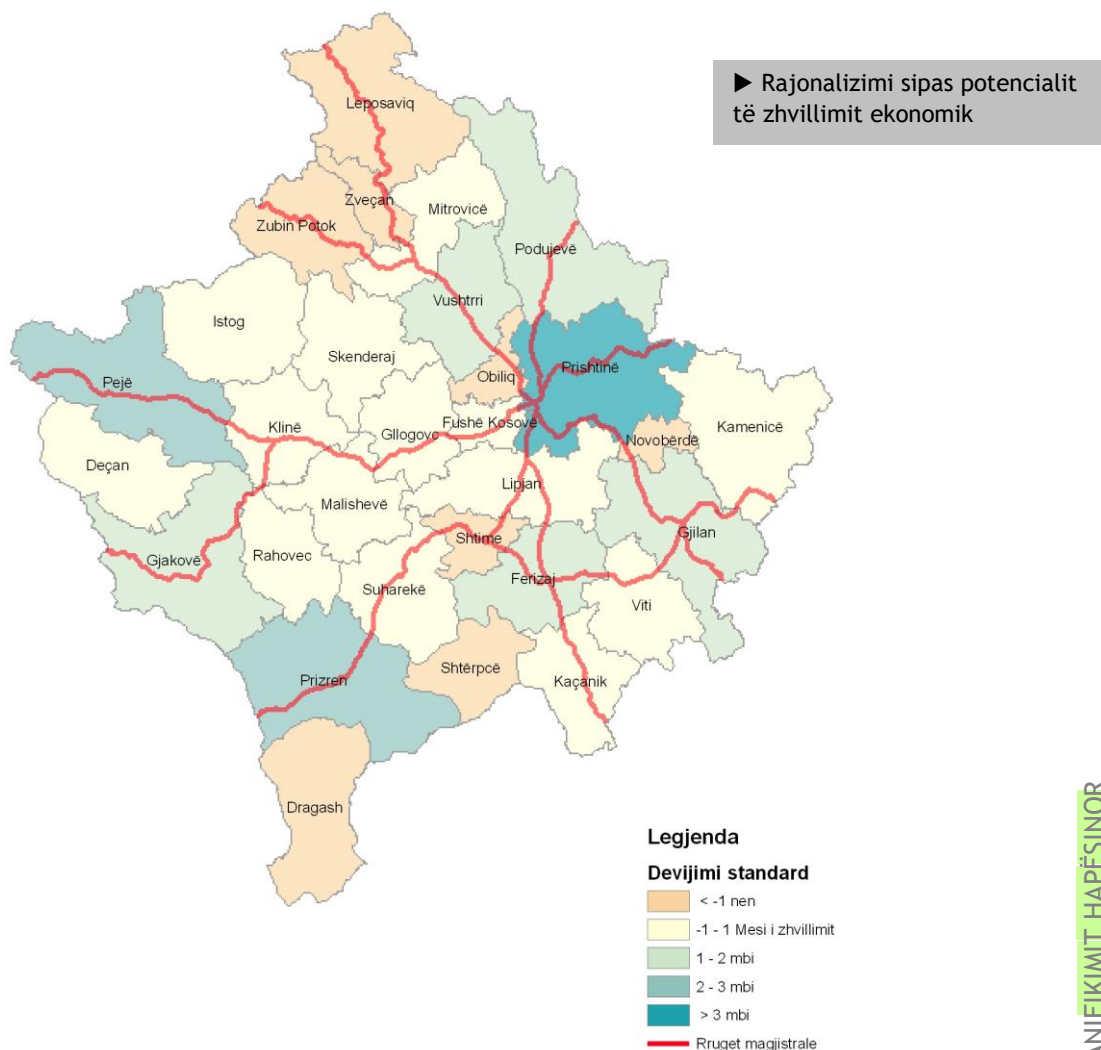 ► Rajonalizimi sipas potencialit
të zhvillimit ekonomik
Leposaviq
Zveçan
Mitrovicë
Zubin Potok
Podujevë
Vushtrri
Istog
Skenderaj
Prishtinë
Obiliq
Pejë
Klinë
Gllogovc
Fushë Kosovë
Novobërdë
Kamenicë
Deçan
Lipjan
Malishevë
Shtime
Gjilan
Gjakovë
Rahovec
Ferizaj
Suharekë
Viti
Shtërpcë
Prizren
Kaçanik
Dragash
Legjenda
Devijimi standard
< -1 nen
-1 - 1 Mesi i zhvillimit
1 - 2 mbi
2 - 3 mbi
> 3 mbi
Rruget magjistrale
ANIFIKIMIT HAPËSINOR